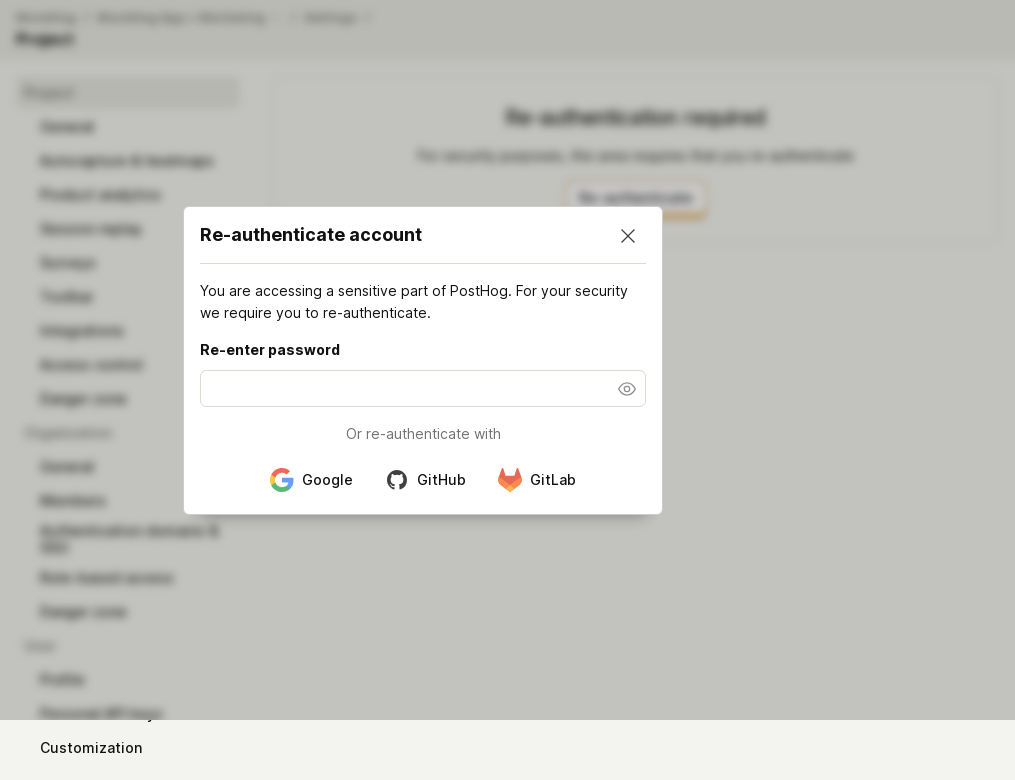 Project
Project
General
Autocapture & heatmaps
Product analytics
Session replay
Surveys
Toolbar
Integrations
Access control
Danger zone
Organization
General
Members
Authentication domains &
SSO
Role-based access
Danger zone
User
Profile
Personal API keys
Customization
Re-authentication required
For security purposes, this area requires that you re-authenticate
Re-authenticate
Re-authenticate account
You are accessing a sensitive part of PostHog. For your security
we require you to re-authenticate.
Re-enter password
Or re-authenticate with
Google
GitHub
GitLab